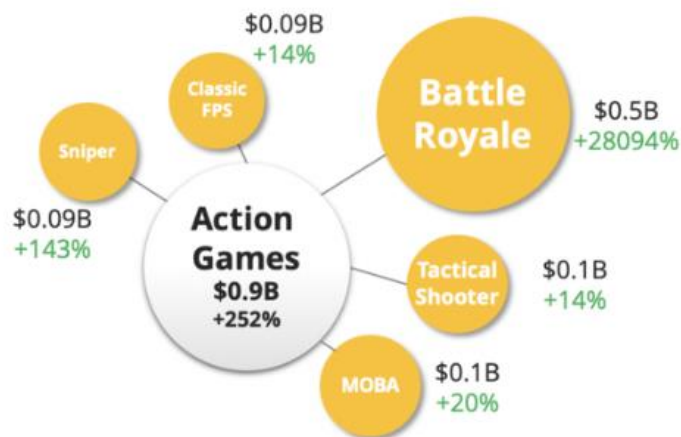 $0.09B
+14%
Classic
FPS
Battle
Royale
$0.5B
+28094%
Sniper
$0.09B
+143%
Action
Games
$0.9B
+252%
Tactical
Shooter
$0.1B
+14%
MOBA
$0.1B
+20%